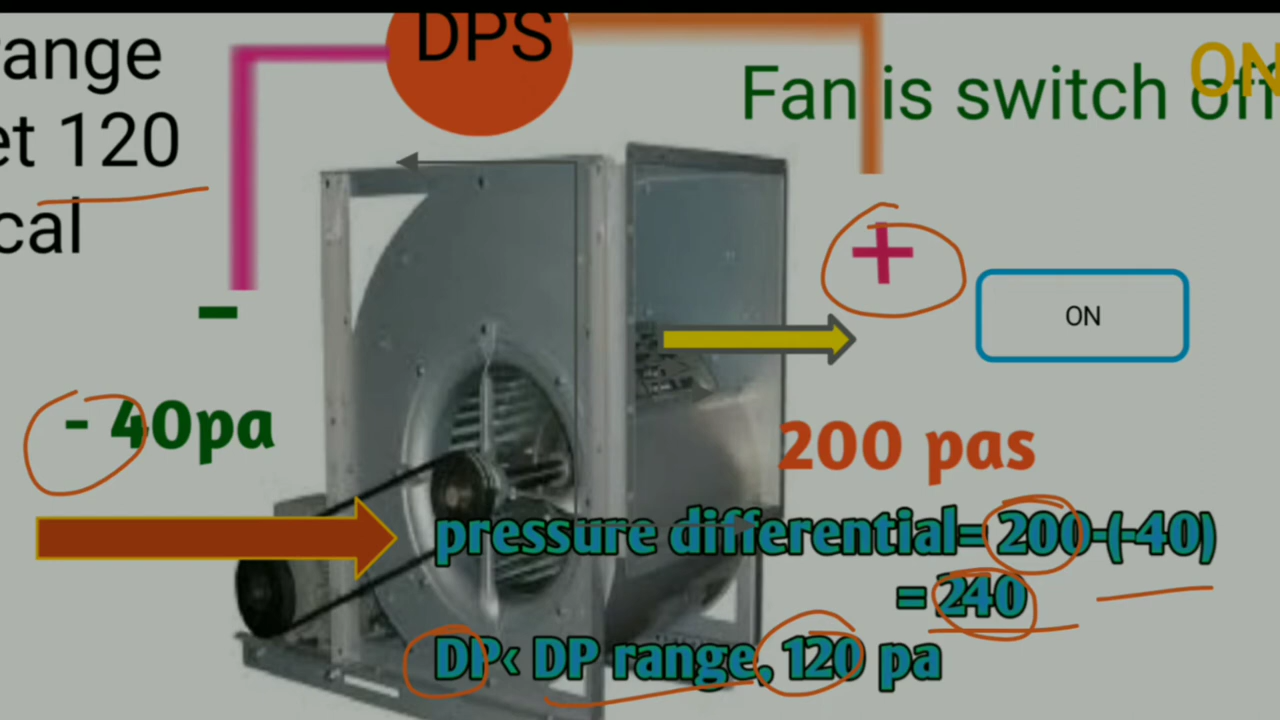 DPS
range
et 120
cal
Fan is switch off
ON
-
+
ON
- 40pa
200 pas
pressure differential= 200-(-40)
= 240
DP< DP range, 120 pa